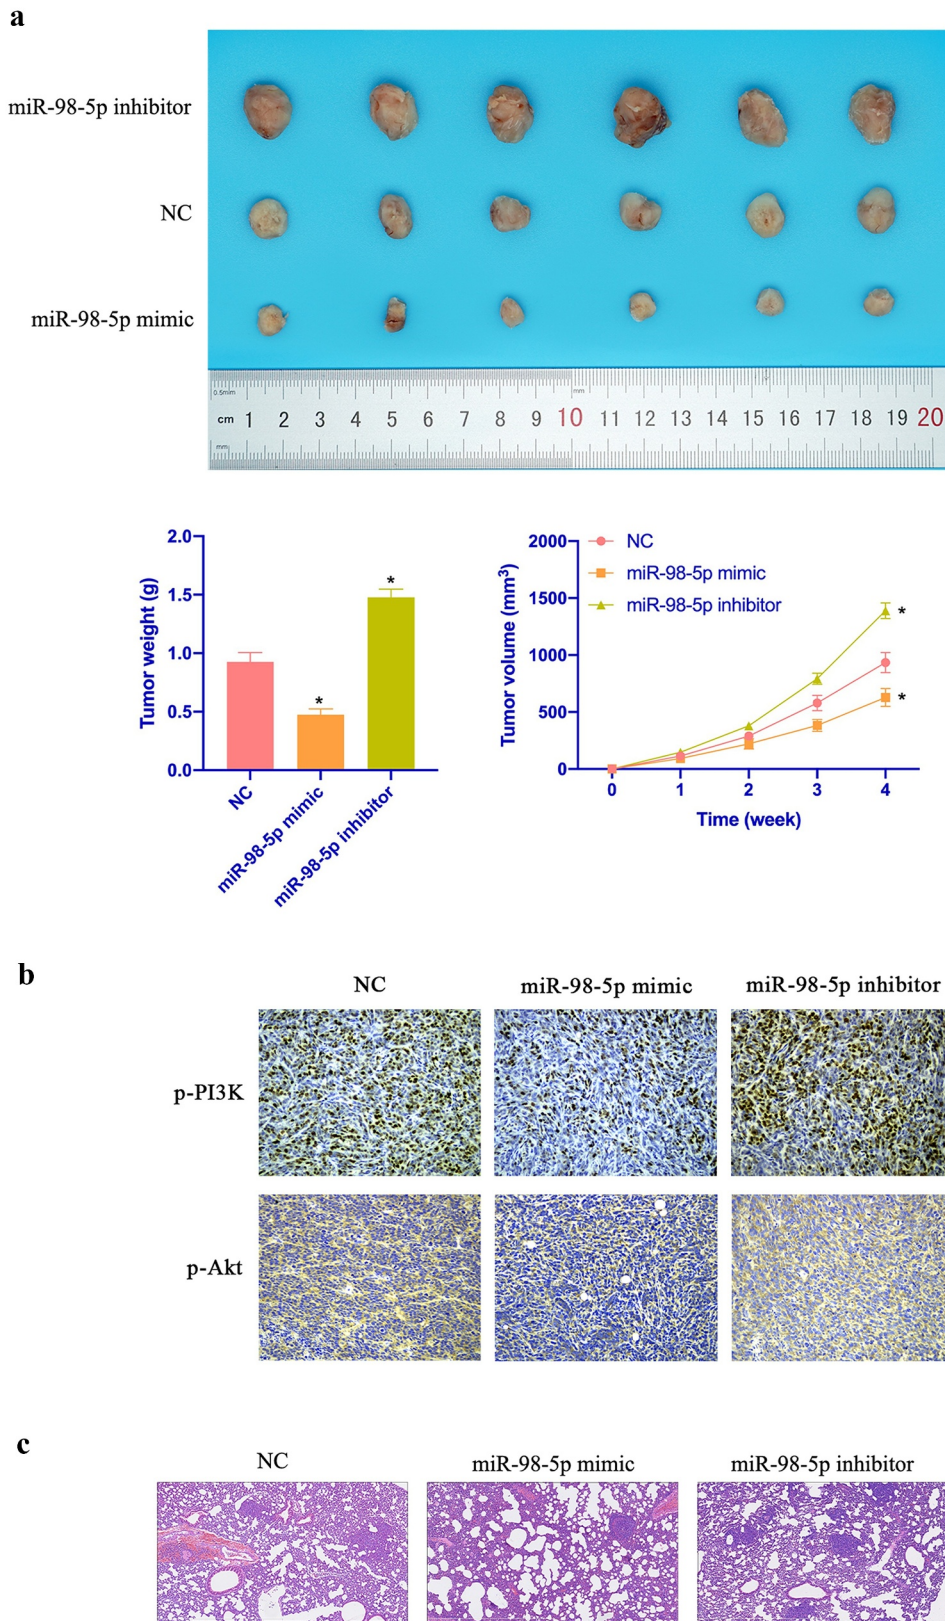 a
miR-98-5p inhibitor
NC
miR-98-5p mimic
0.5mm
mm
cm 1 2 3 4 5 6 7 8 9 10 11 12 13 14 15 16 17 18 19 20
mm
Tumor weight (g)
2.0
1.5
1.0
0.5
0.0
*
*
NC
miR-98-5p mimic
miR-98-5p inhibitor
Tumor volume (mm³)
2000
1500
1000
500
0
NC
miR-98-5p mimic
miR-98-5p inhibitor
*
*
0 1 2 3 4
Time (week)
b
NC miR-98-5p mimic miR-98-5p inhibitor
p-PI3K
p-Akt
c
NC miR-98-5p mimic miR-98-5p inhibitor